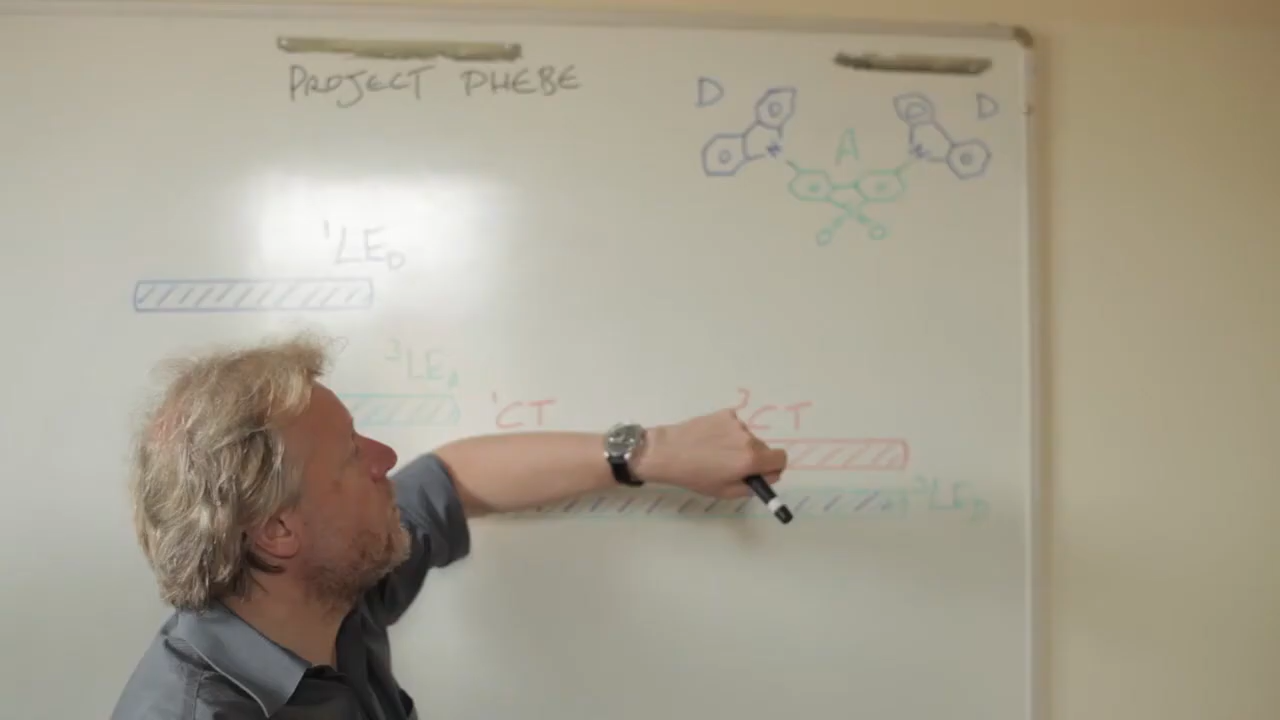 PROJECT PHEBE
D D
A
N N
¹LE_D
³LE_A
¹CT ³CT
³LE_D